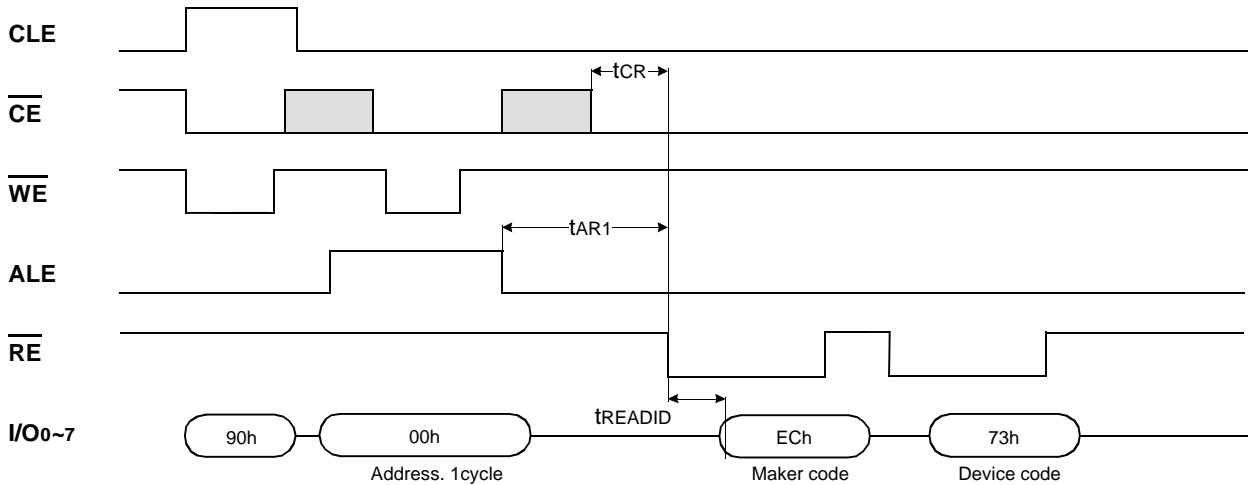 CLE
tCR
CE
WE
tAR1
ALE
RE
tREADID
I/O0~7
90h
00h
ECh
73h
Address. 1cycle
Maker code
Device code